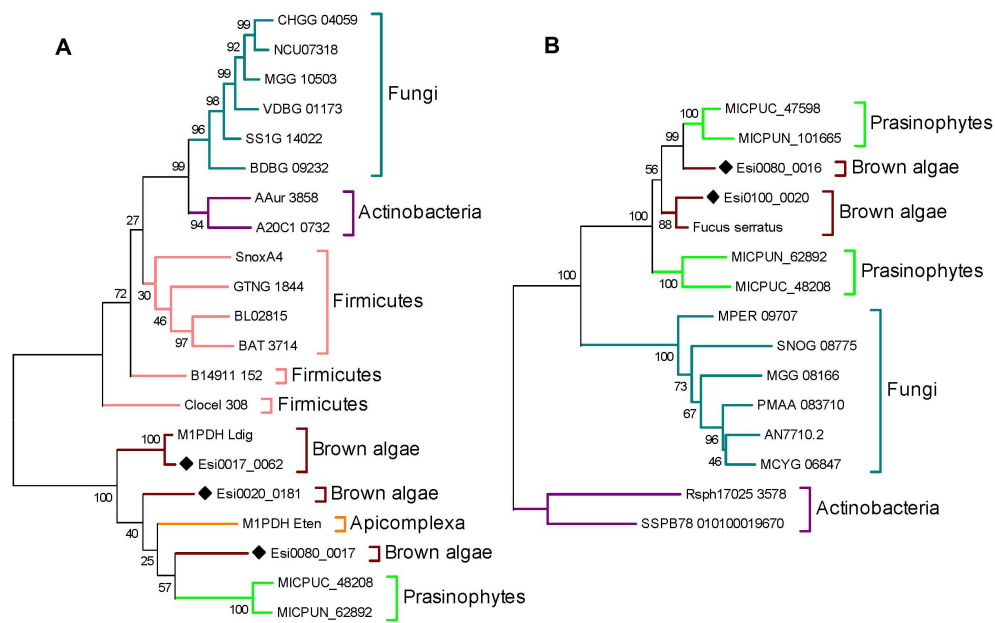 A
CHGG 04059
NCU07318
MGG 10503
VDBG 01173
SS1G 14022
BDBG 09232
Fungi
AAur 3858
A20C1 0732
Actinobacteria
SnoxA4
GTNG 1844
BL02815
BAT 3714
Firmicutes
B14911 152
Firmicutes
Clocel 308
Firmicutes
M1PDH Ldig
Esi0017_0062
Brown algae
Esi0020_0181
Brown algae
M1PDH Eten
Apicomplexa
Esi0080_0017
Brown algae
MICPUC_48208
MICPUN_62892
Prasinophytes
99
92
99
98
96
99
94
27
30
46
97
72
100
100
40
25
57
100
B
MICPUC_47598
MICPUN_101665
Prasinophytes
Esi0080_0016
Brown algae
Esi0100_0020
Fucus serratus
Brown algae
MICPUN_62892
MICPUC_48208
Prasinophytes
MPER 09707
SNOG 08775
MGG 08166
PMAA 083710
AN7710.2
MCYG 06847
Fungi
Rsph17025 3578
SSPB78 010100019670
Actinobacteria
100
99
56
88
100
100
100
100
73
67
96
46